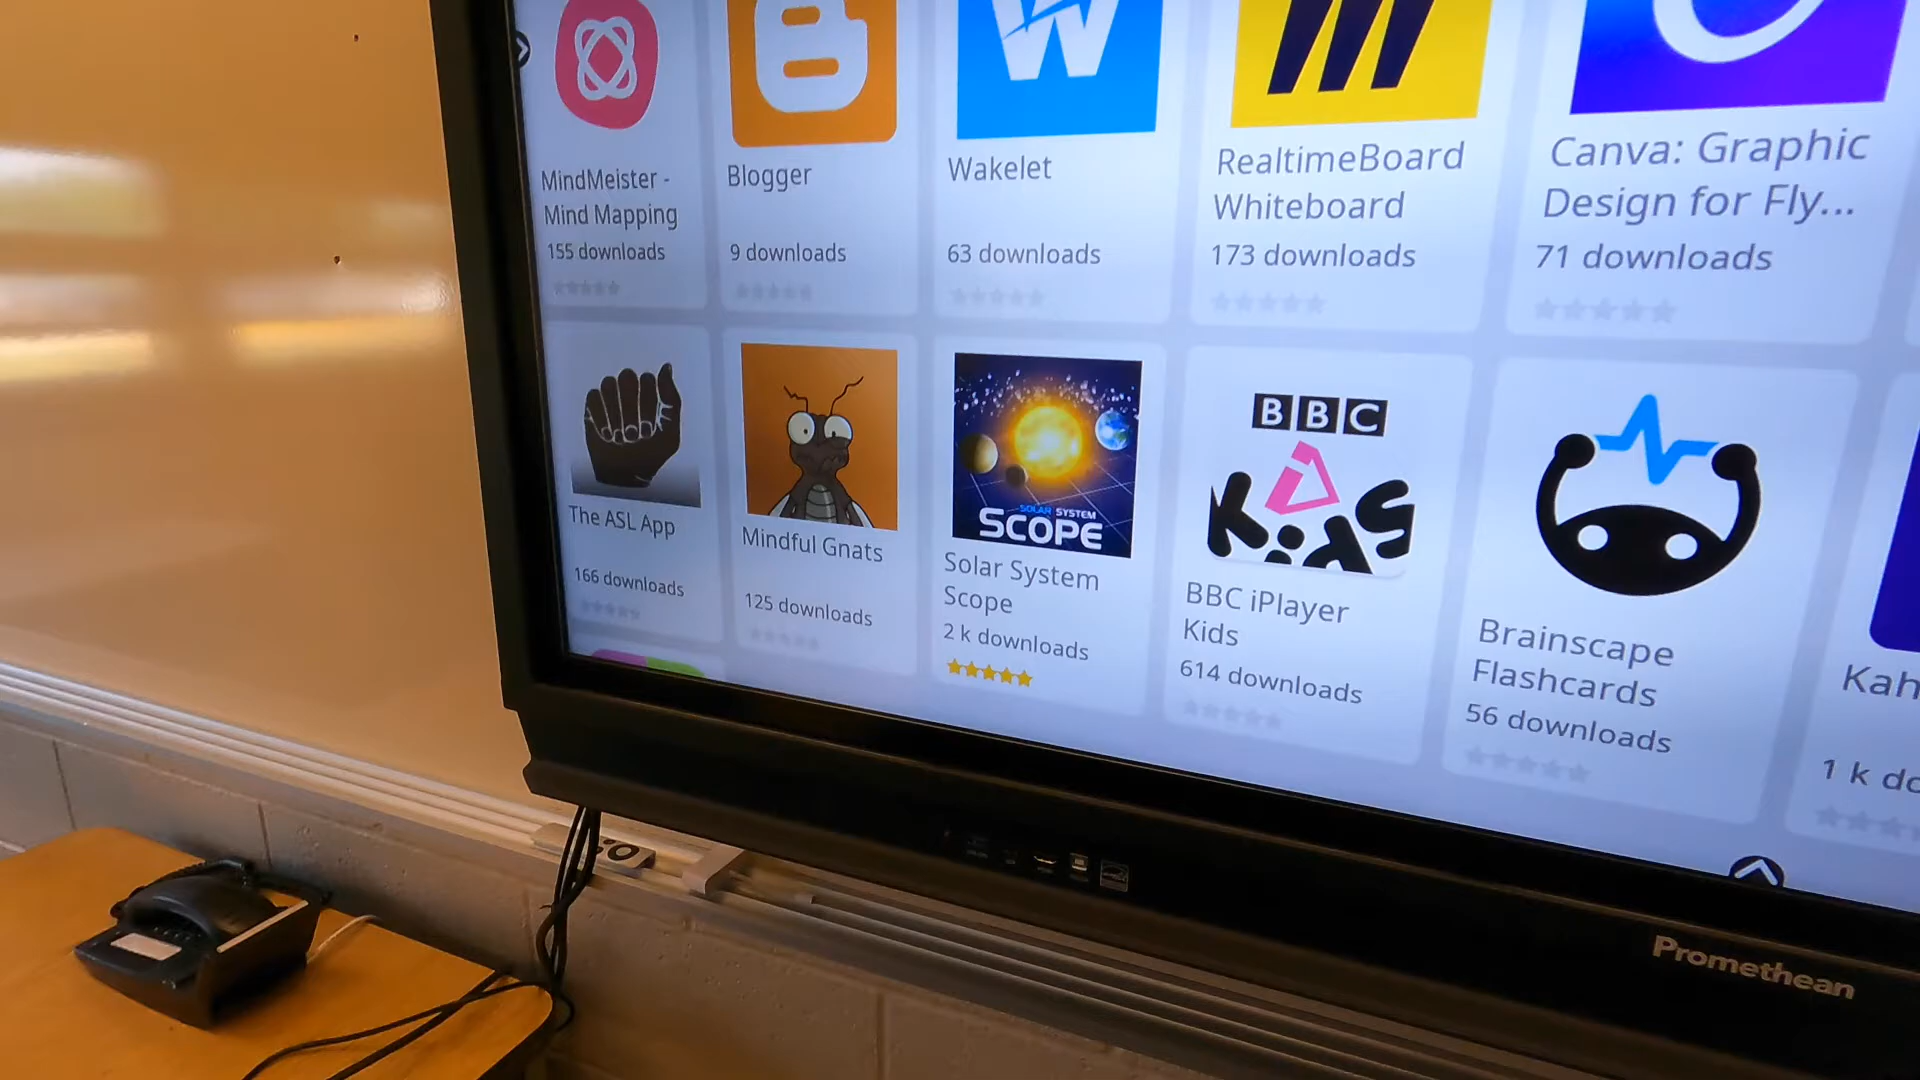 MindMeister -
Mind Mapping
155 downloads
Blogger
9 downloads
Wakelet
63 downloads
RealtimeBoard
Whiteboard
173 downloads
Canva: Graphic
Design for Fly...
71 downloads
The ASL App
166 downloads
Mindful Gnats
125 downloads
SOLAR SYSTEM
SCOPE
Solar System
Scope
2 k downloads
BBC
KiDS
BBC iPlayer
Kids
614 downloads
Brainscape
Flashcards
56 downloads
Kah
1 k do
Promethean